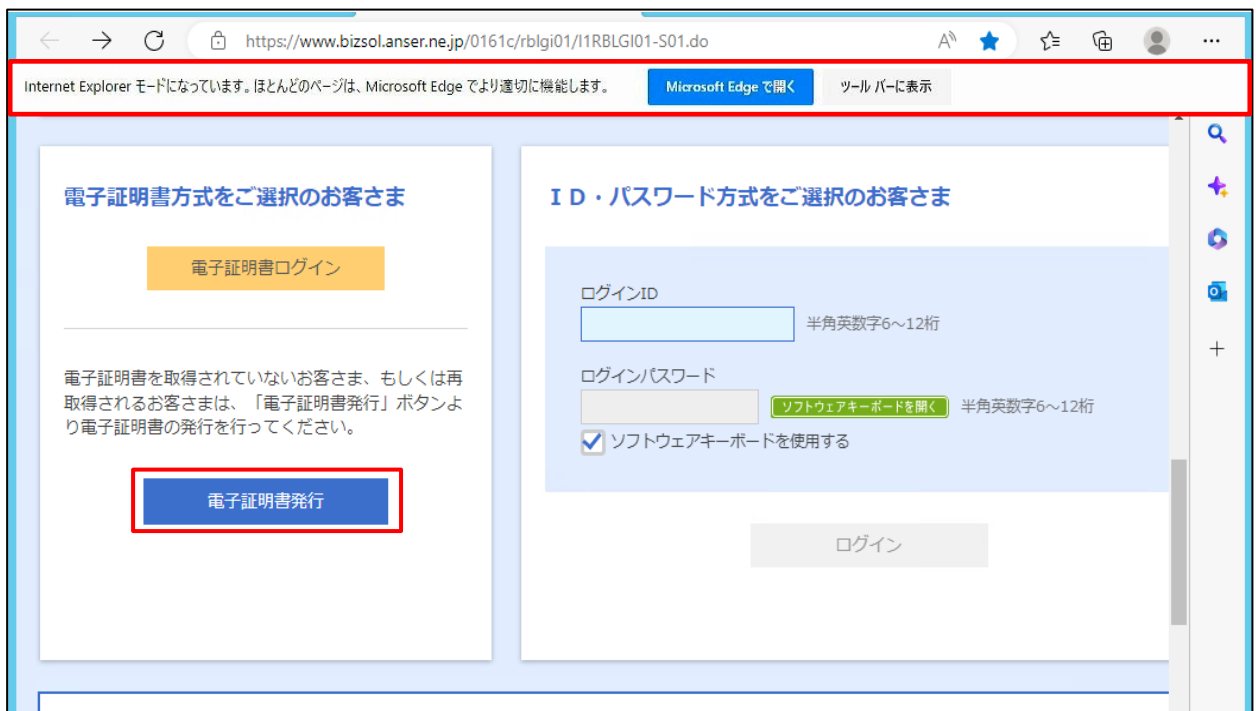 https://www.bizsol.anser.ne.jp/0161c/rblgi01/I1RBLGI01-S01.do
Internet Explorer モードになっています。ほとんどのページは、Microsoft Edge でより適切に機能します。 Microsoft Edge で開く ツール バーに表示
電子証明書方式をご選択のお客さま
電子証明書ログイン
電子証明書を取得されていないお客さま、もしくは再
取得されるお客さまは、「電子証明書発行」ボタンよ
り電子証明書の発行を行ってください。
電子証明書発行
ＩＤ・パスワード方式をご選択のお客さま
ログインID
半角英数字6～12桁
ログインパスワード
ソフトウェアキーボードを開く 半角英数字6～12桁
ソフトウェアキーボードを使用する
ログイン